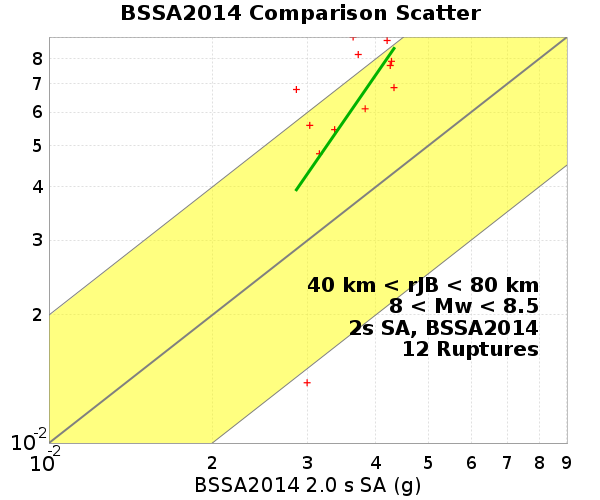 BSSA2014 Comparison Scatter
8
7
6
5
4
3
2
10-2
40 km < rJB < 80 km
8 < Mw < 8.5
2s SA, BSSA2014
12 Ruptures
10-2 2 3 4 5 6 7 8 9
BSSA2014 2.0 s SA (g)